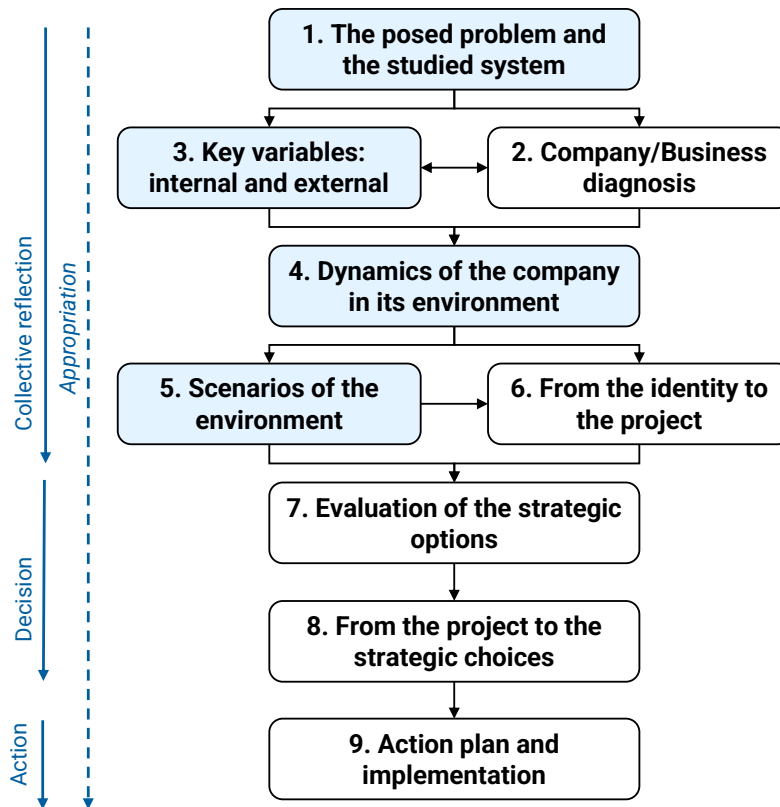 1. The posed problem and
the studied system
3. Key variables:
internal and external
2. Company/Business
diagnosis
4. Dynamics of the company
in its environment
5. Scenarios of the
environment
6. From the identity to
the project
7. Evaluation of the strategic
options
8. From the project to the
strategic choices
9. Action plan and
implementation
Collective reflection
Appropriation
Decision
Action